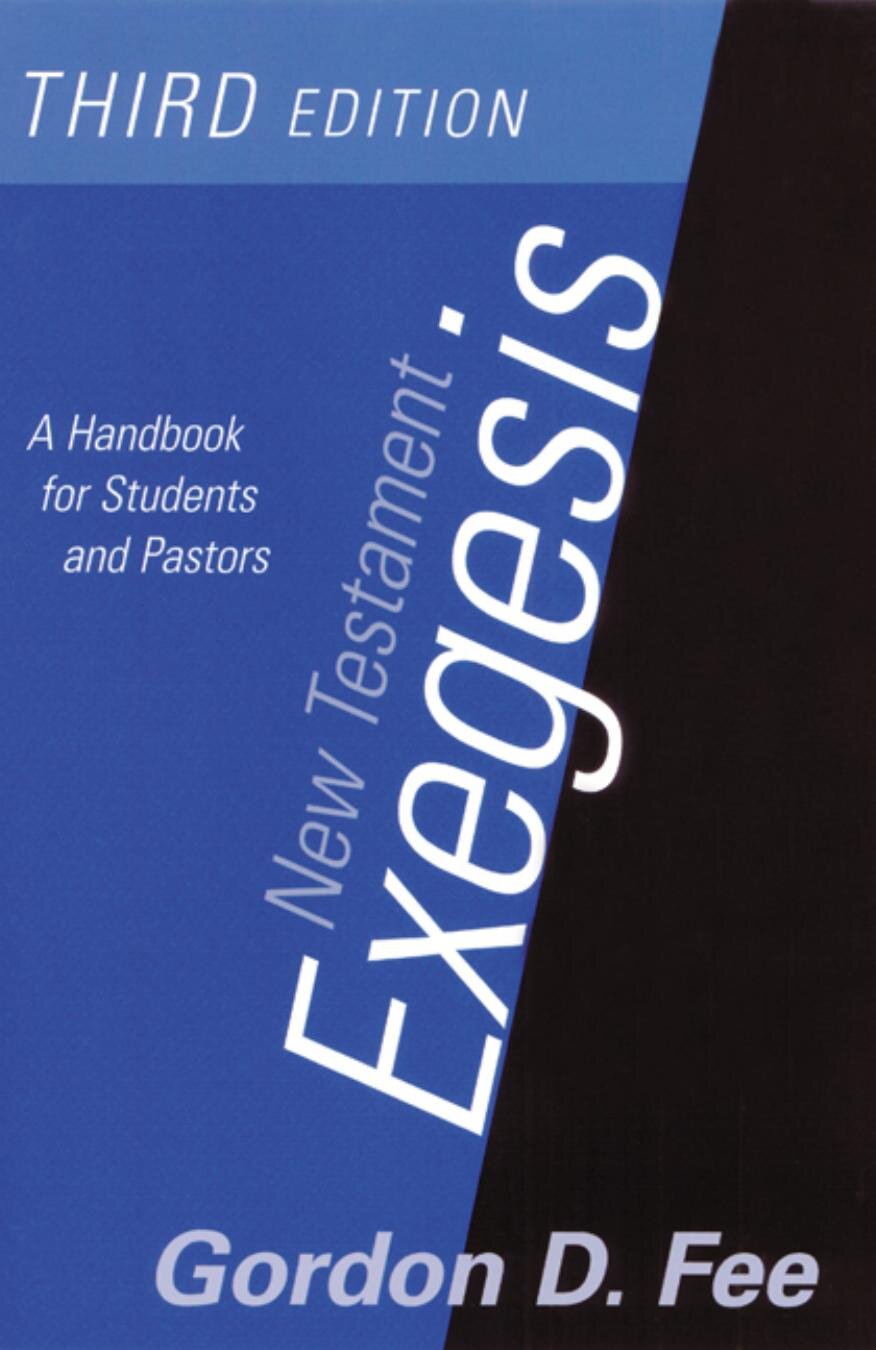 THIRD EDITION
A Handbook
for Students
and Pastors
New Testament
Exegesis
Gordon D. Fee